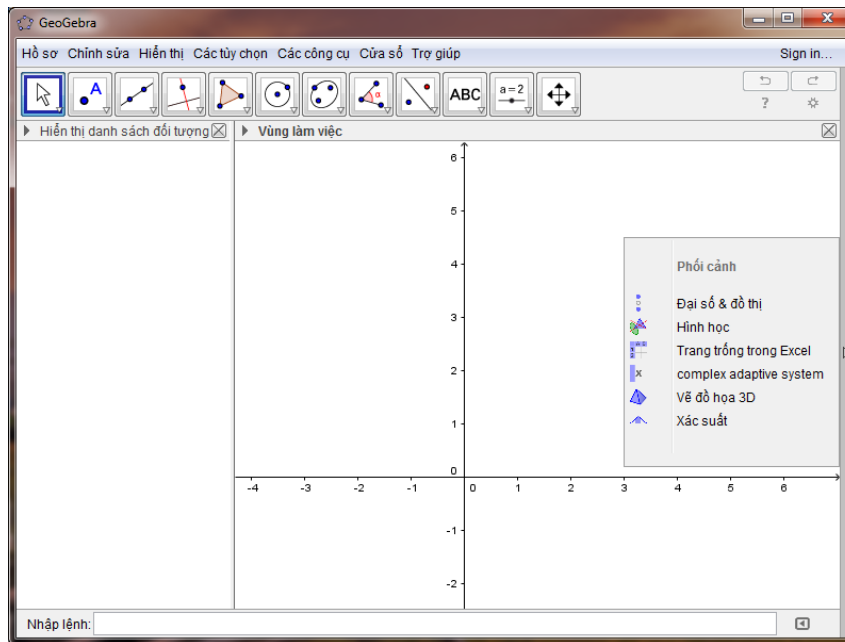 GeoGebra
Hồ sơ Chỉnh sửa Hiển thị Các tùy chọn Các công cụ Cửa sổ Trợ giúp Sign in...
A α ABC a=2 ?
Hiển thị danh sách đối tượng Vùng làm việc
6
5
4
3
2
1
0
-4 -3 -2 -1 0 1 2 3 4 5 6
-1
-2
Phối cảnh
Đại số & đồ thị
Hình học
Trang trống trong Excel
x complex adaptive system
Vẽ đồ họa 3D
Xác suất
Nhập lệnh: